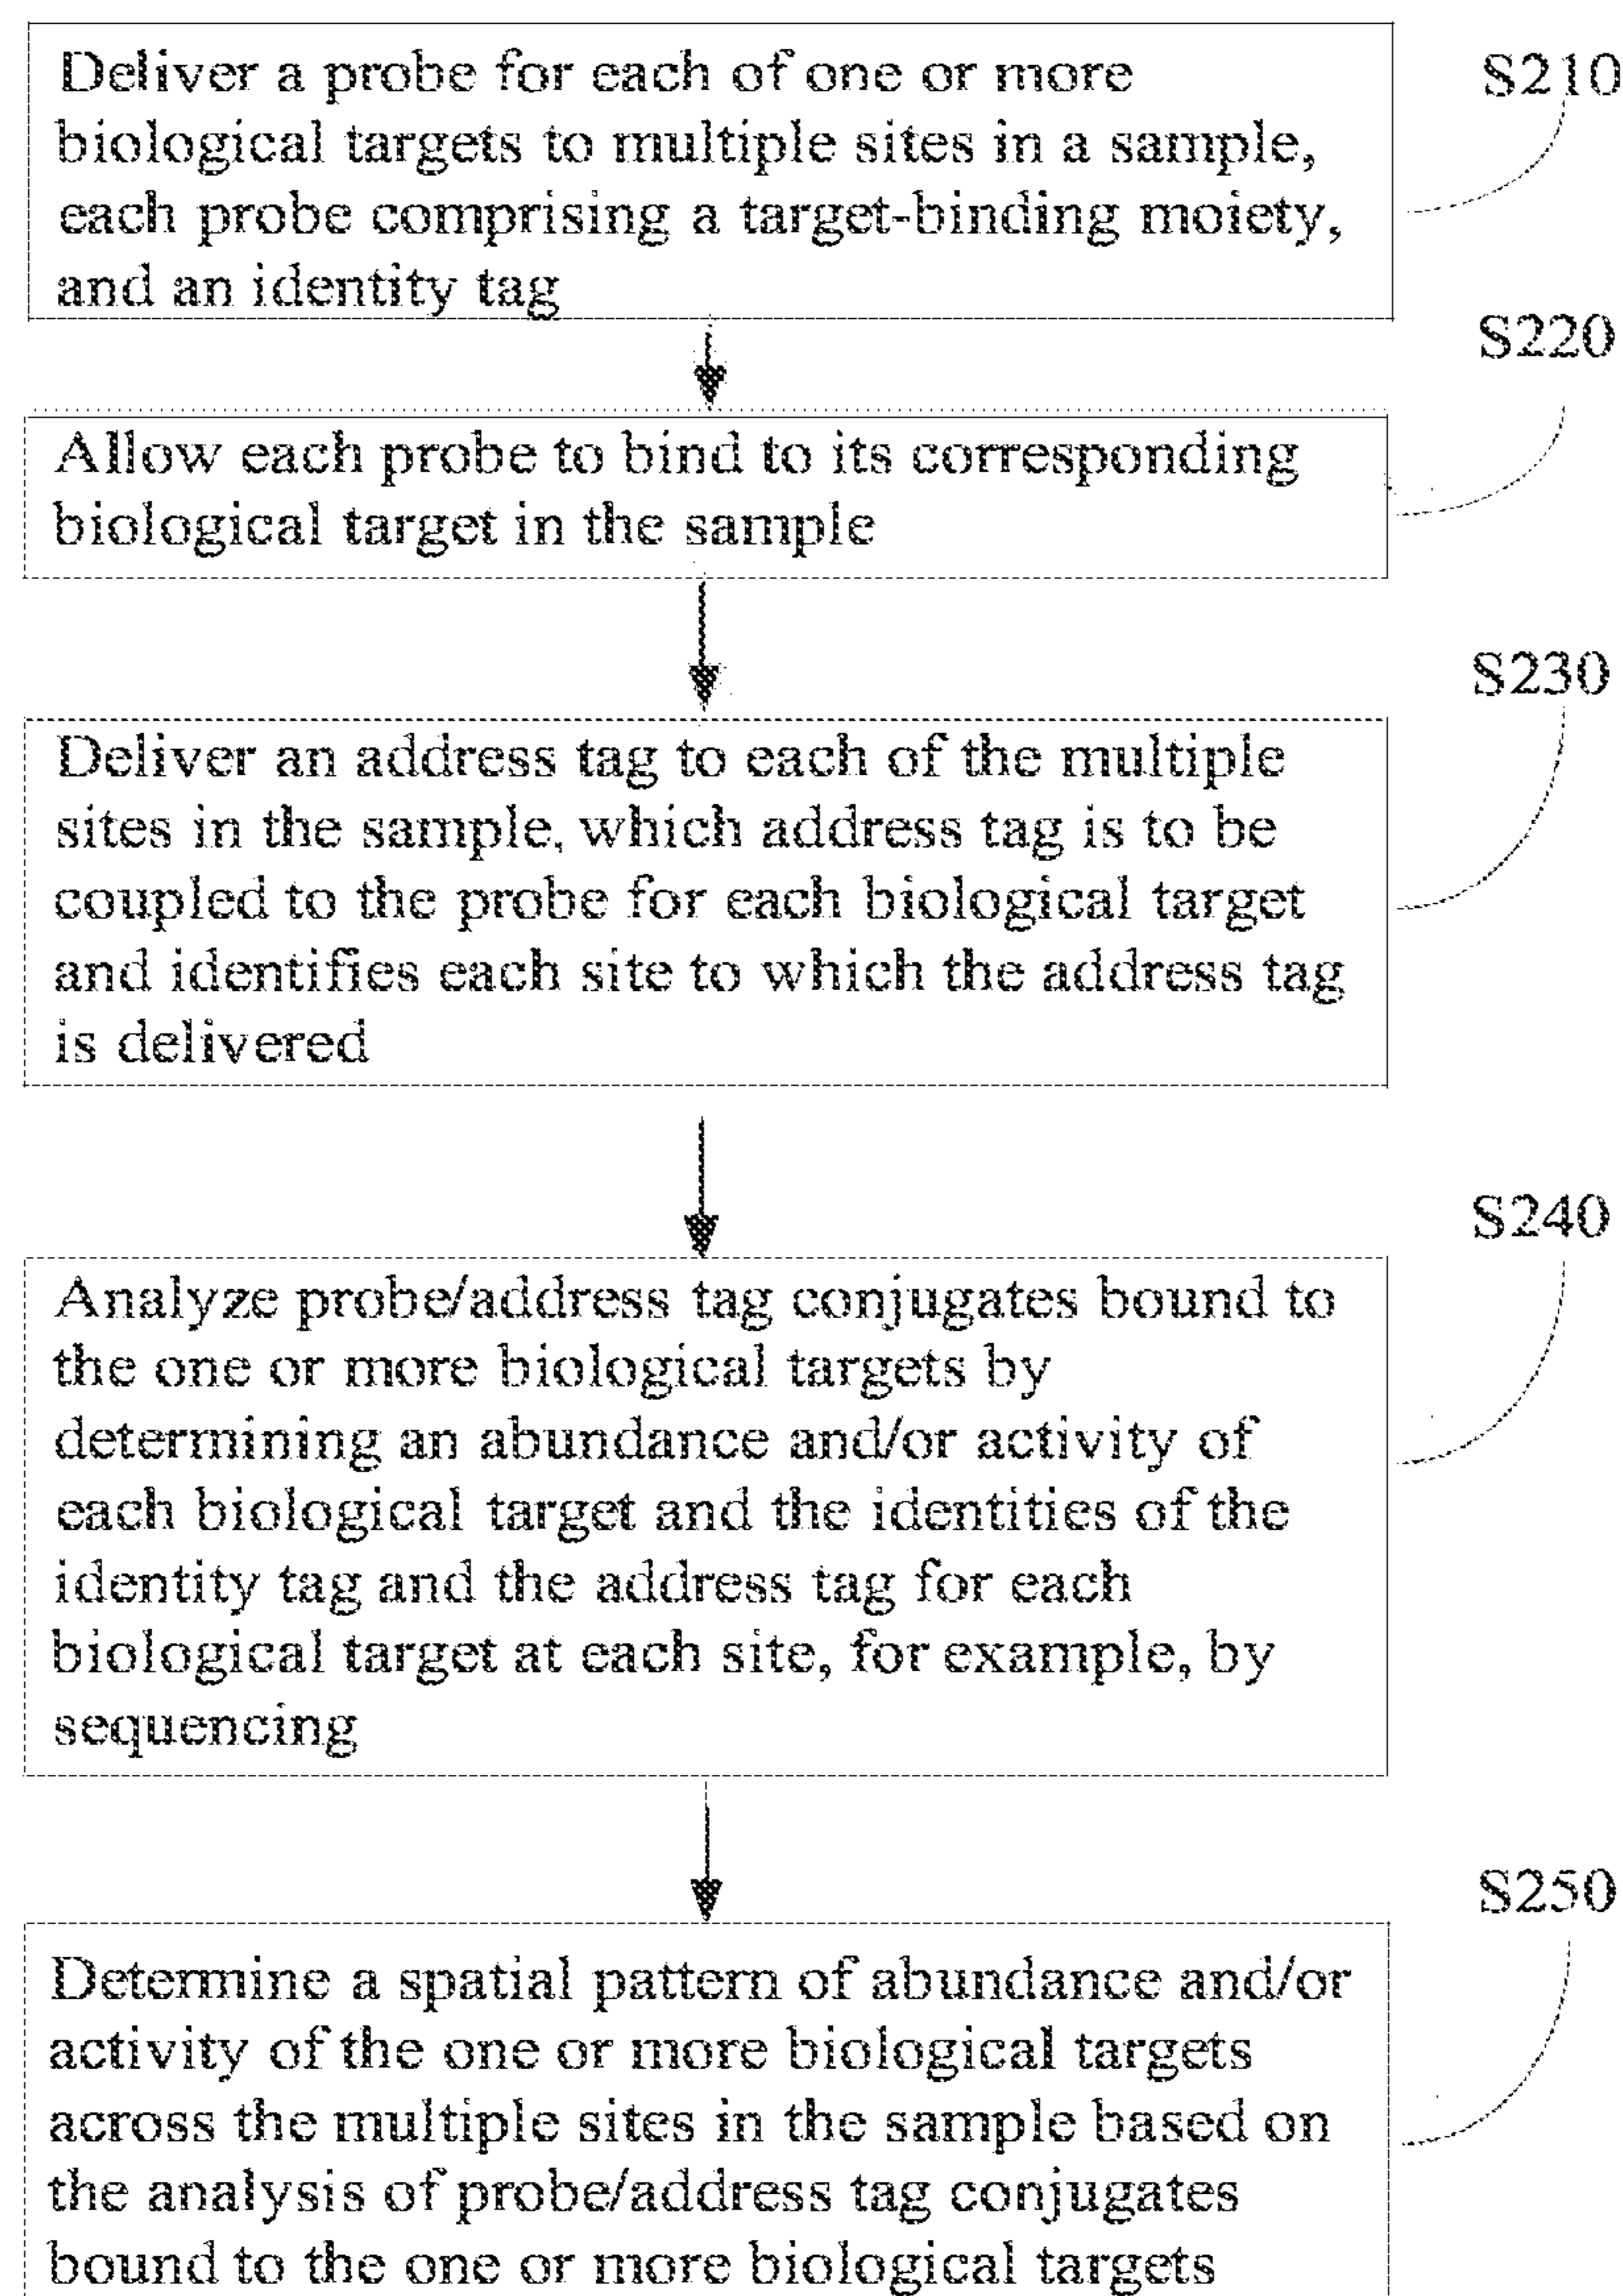 Deliver a probe for each of one or more
biological targets to multiple sites in a sample,
each probe comprising a target-binding moiety,
and an identity tag
S210
Allow each probe to bind to its corresponding
biological target in the sample
S220
Deliver an address tag to each of the multiple
sites in the sample, which address tag is to be
coupled to the probe for each biological target
and identifies each site to which the address tag
is delivered
S230
Analyze probe/address tag conjugates bound to
the one or more biological targets by
determining an abundance and/or activity of
each biological target and the identities of the
identity tag and the address tag for each
biological target at each site, for example, by
sequencing
S240
Determine a spatial pattern of abundance and/or
activity of the one or more biological targets
across the multiple sites in the sample based on
the analysis of probe/address tag conjugates
bound to the one or more biological targets
S250